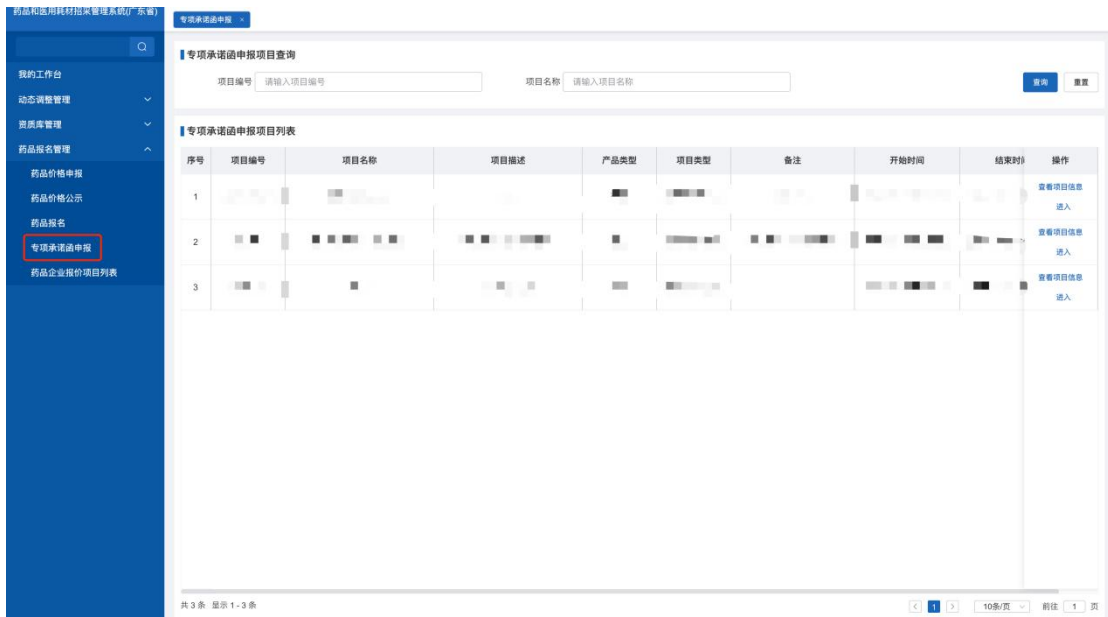 药品和医用耗材招采管理系统(广东省)
专项承诺函申报 ×
我的工作台
动态调整管理
资质库管理
药品报名管理
药品价格申报
药品价格公示
药品报名
专项承诺函申报
药品企业报价项目列表
专项承诺函申报项目查询
项目编号 请输入项目编号 项目名称 请输入项目名称 查询 重置
专项承诺函申报项目列表
序号 项目编号 项目名称 项目描述 产品类型 项目类型 备注 开始时间 结束时 操作
1 查看项目信息
进入
2 查看项目信息
进入
3 查看项目信息
进入
共 3 条 显示 1 - 3 条 1 10条/页 前往 1 页